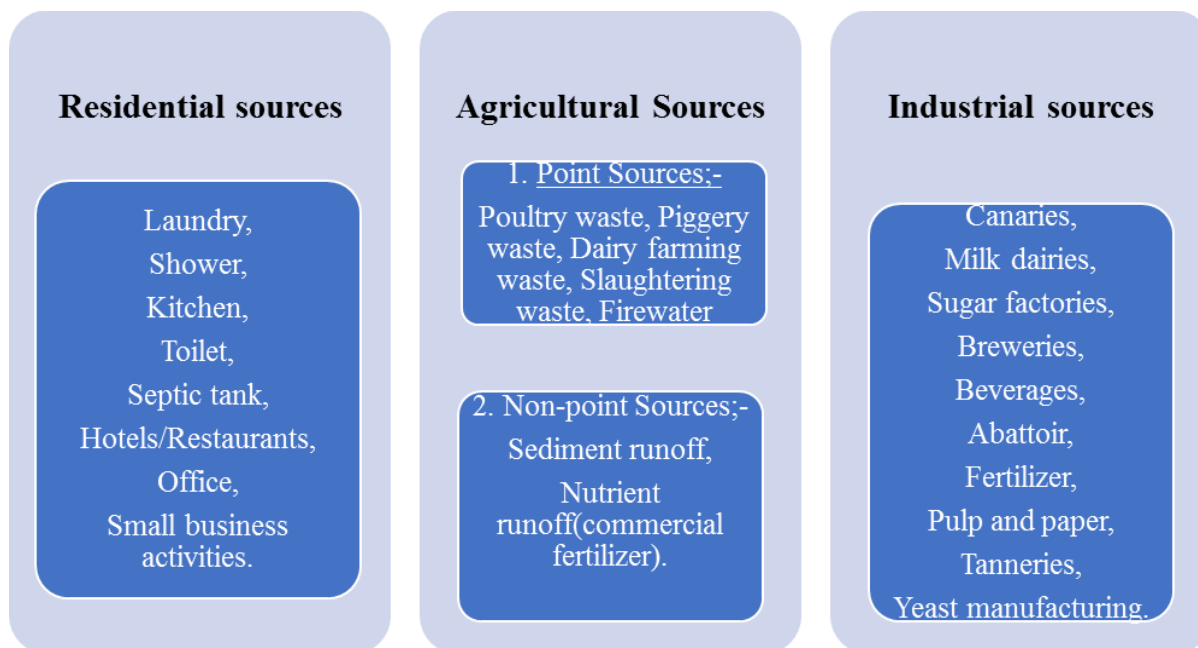 Residential sources
Laundry,
Shower,
Kitchen,
Toilet,
Septic tank,
Hotels/Restaurants,
Office,
Small business
activities.
Agricultural Sources
1. Point Sources;-
Poultry waste, Piggery
waste, Dairy farming
waste, Slaughtering
waste, Firewater
2. Non-point Sources;-
Sediment runoff,
Nutrient
runoff(commercial
fertilizer).
Industrial sources
Canaries,
Milk dairies,
Sugar factories,
Breweries,
Beverages,
Abattoir,
Fertilizer,
Pulp and paper,
Tanneries,
Yeast manufacturing.